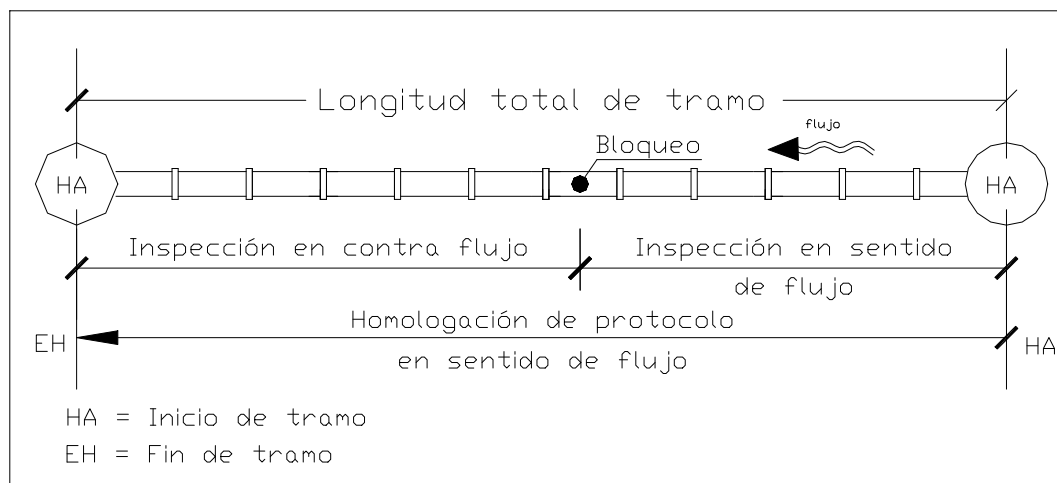 Longitud total de tramo
flujo
Bloqueo
HA
HA
Inspección en contra flujo
Inspección en sentido
de flujo
Homologación de protocolo
en sentido de flujo
EH
HA
HA = Inicio de tramo
EH = Fin de tramo